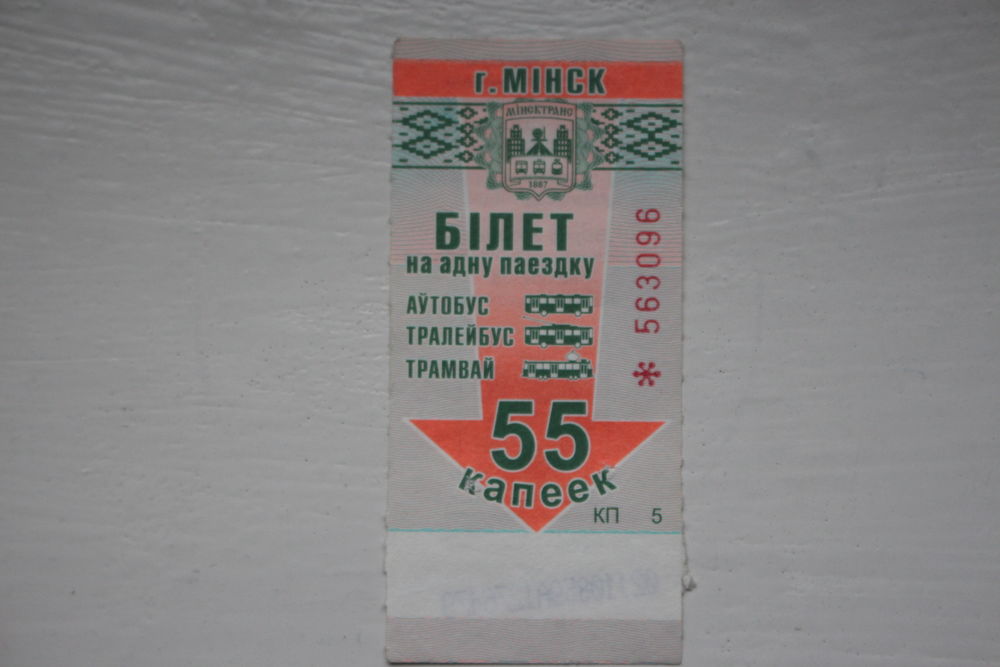 г. МІНСК
МІНСКТРАНС
1887
БІЛЕТ
на адну паездку
АЎТОБУС
ТРАЛЕЙБУС
ТРАМВАЙ
55
капеек
КП 5
* 563096